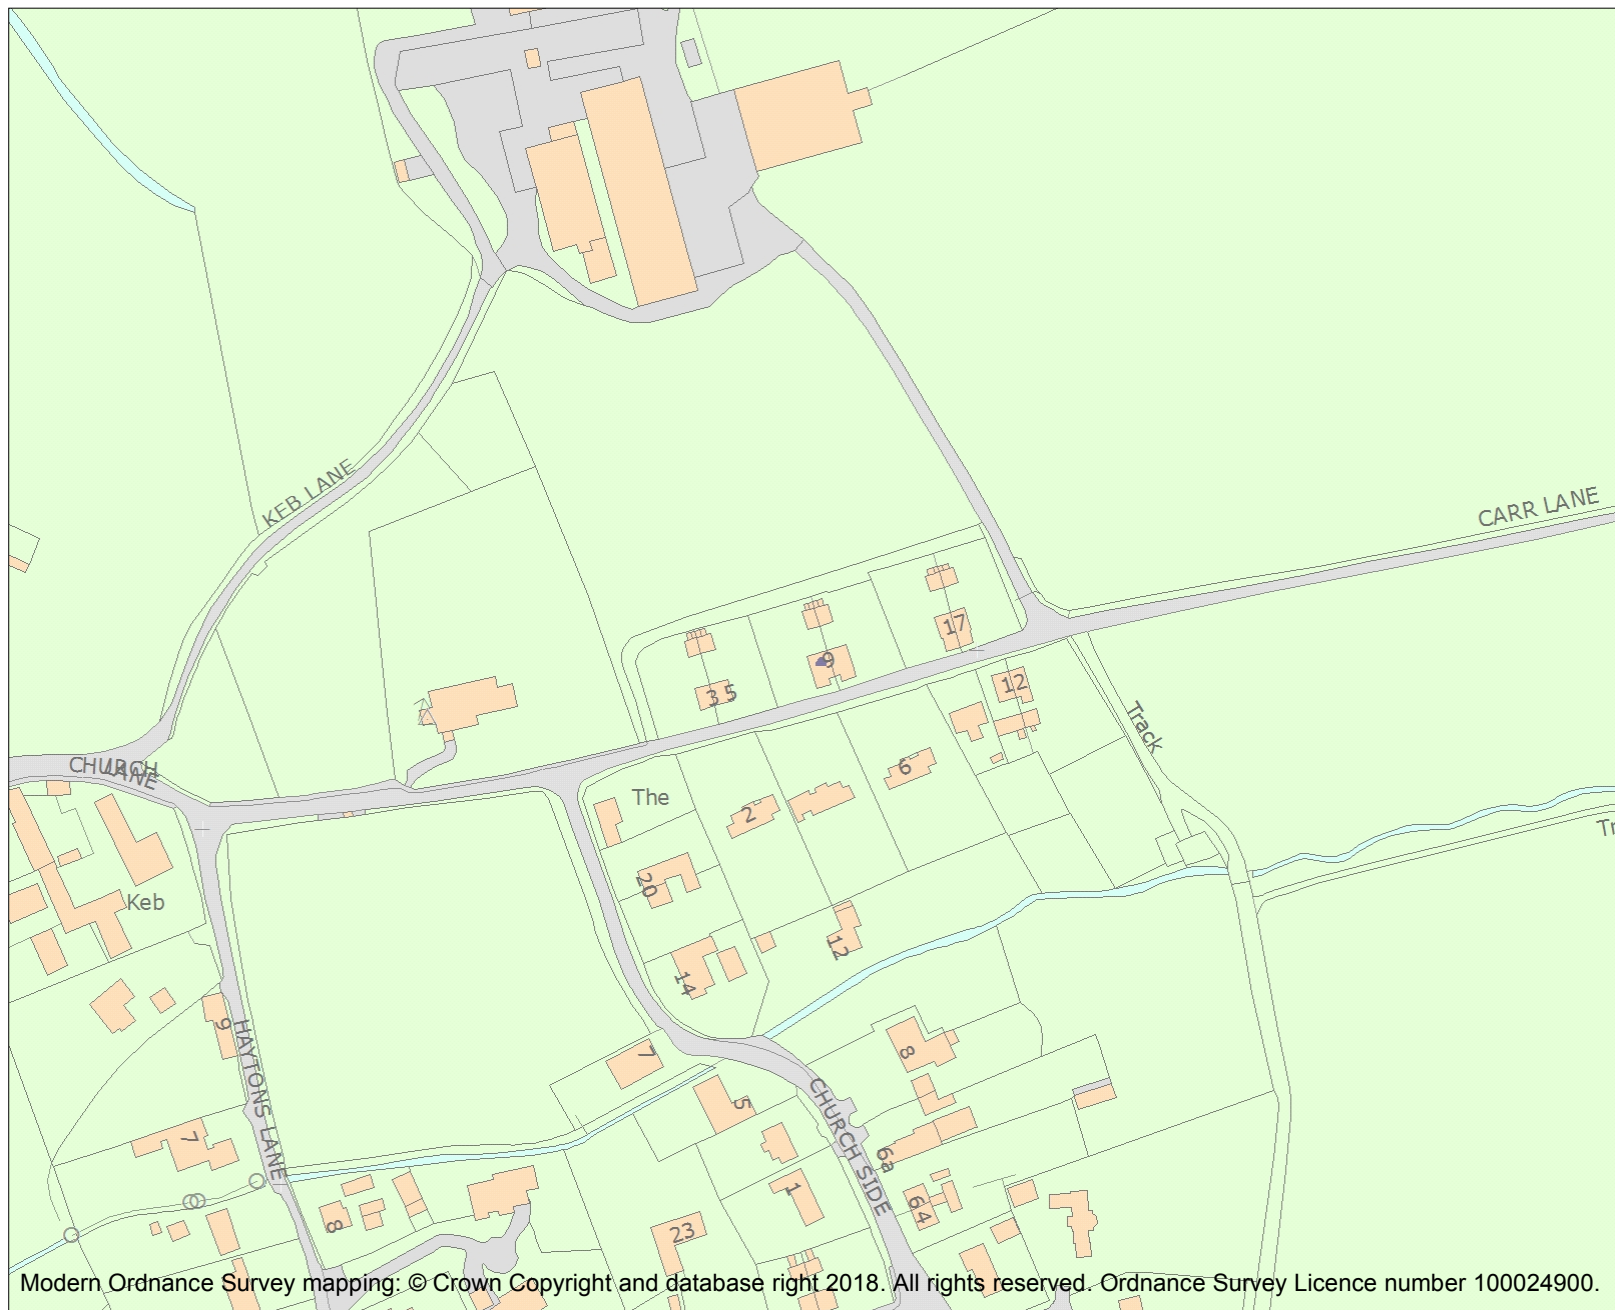 KEB LANE
CARR LANE
17
9
3 5
12
Track
CHURCH
LANE
The
6
2
20
Keb
12
14
9
HAYTONS LANE
7
8
5
CHURCH SIDE
7
6a
1
64
8
23
Tr
Modern Ordnance Survey mapping: © Crown Copyright and database right 2018. All rights reserved. Ordnance Survey Licence number 100024900.